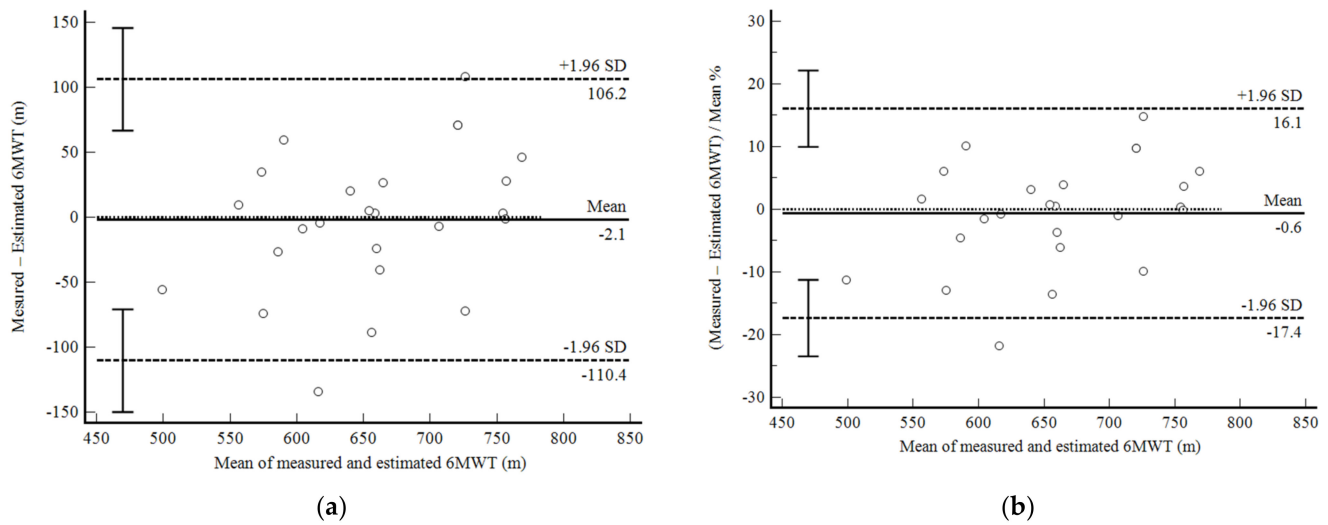 150
100
50
0
-50
-100
-150
Mesured – Estimated 6MWT (m)
+1.96 SD
106.2
Mean
-2.1
-1.96 SD
-110.4
450 500 550 600 650 700 750 800 850
Mean of measured and estimated 6MWT (m)
(a)
30
20
10
0
-10
-20
-30
(Measured – Estimated 6MWT) / Mean %
+1.96 SD
16.1
Mean
-0.6
-1.96 SD
-17.4
450 500 550 600 650 700 750 800 850
Mean of measured and estimated 6MWT (m)
(b)